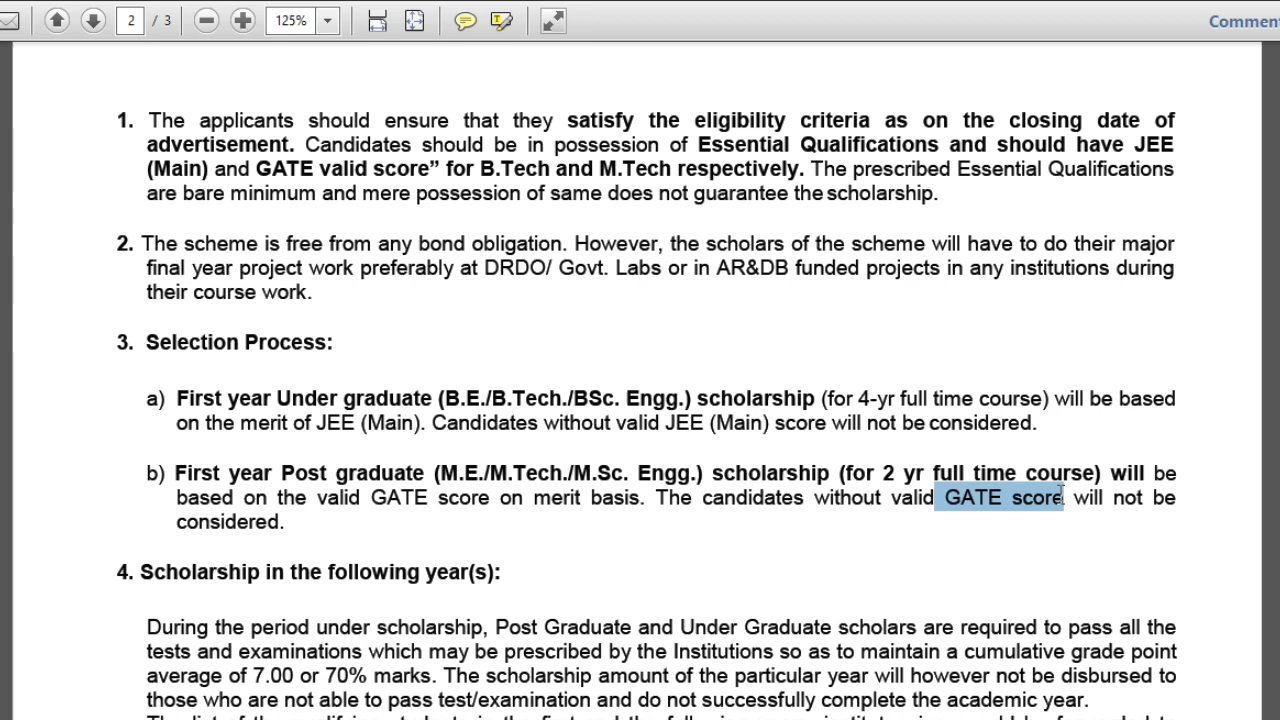 2 / 3 125% Comment
1. The applicants should ensure that they satisfy the eligibility criteria as on the closing date of
advertisement. Candidates should be in possession of Essential Qualifications and should have JEE
(Main) and GATE valid score” for B.Tech and M.Tech respectively. The prescribed Essential Qualifications
are bare minimum and mere possession of same does not guarantee the scholarship.
2. The scheme is free from any bond obligation. However, the scholars of the scheme will have to do their major
final year project work preferably at DRDO/ Govt. Labs or in AR&DB funded projects in any institutions during
their course work.
3. Selection Process:
a) First year Under graduate (B.E./B.Tech./BSc. Engg.) scholarship (for 4-yr full time course) will be based
on the merit of JEE (Main). Candidates without valid JEE (Main) score will not be considered.
b) First year Post graduate (M.E./M.Tech./M.Sc. Engg.) scholarship (for 2 yr full time course) will be
based on the valid GATE score on merit basis. The candidates without valid GATE score will not be
considered.
4. Scholarship in the following year(s):
During the period under scholarship, Post Graduate and Under Graduate scholars are required to pass all the
tests and examinations which may be prescribed by the Institutions so as to maintain a cumulative grade point
average of 7.00 or 70% marks. The scholarship amount of the particular year will however not be disbursed to
those who are not able to pass test/examination and do not successfully complete the academic year.